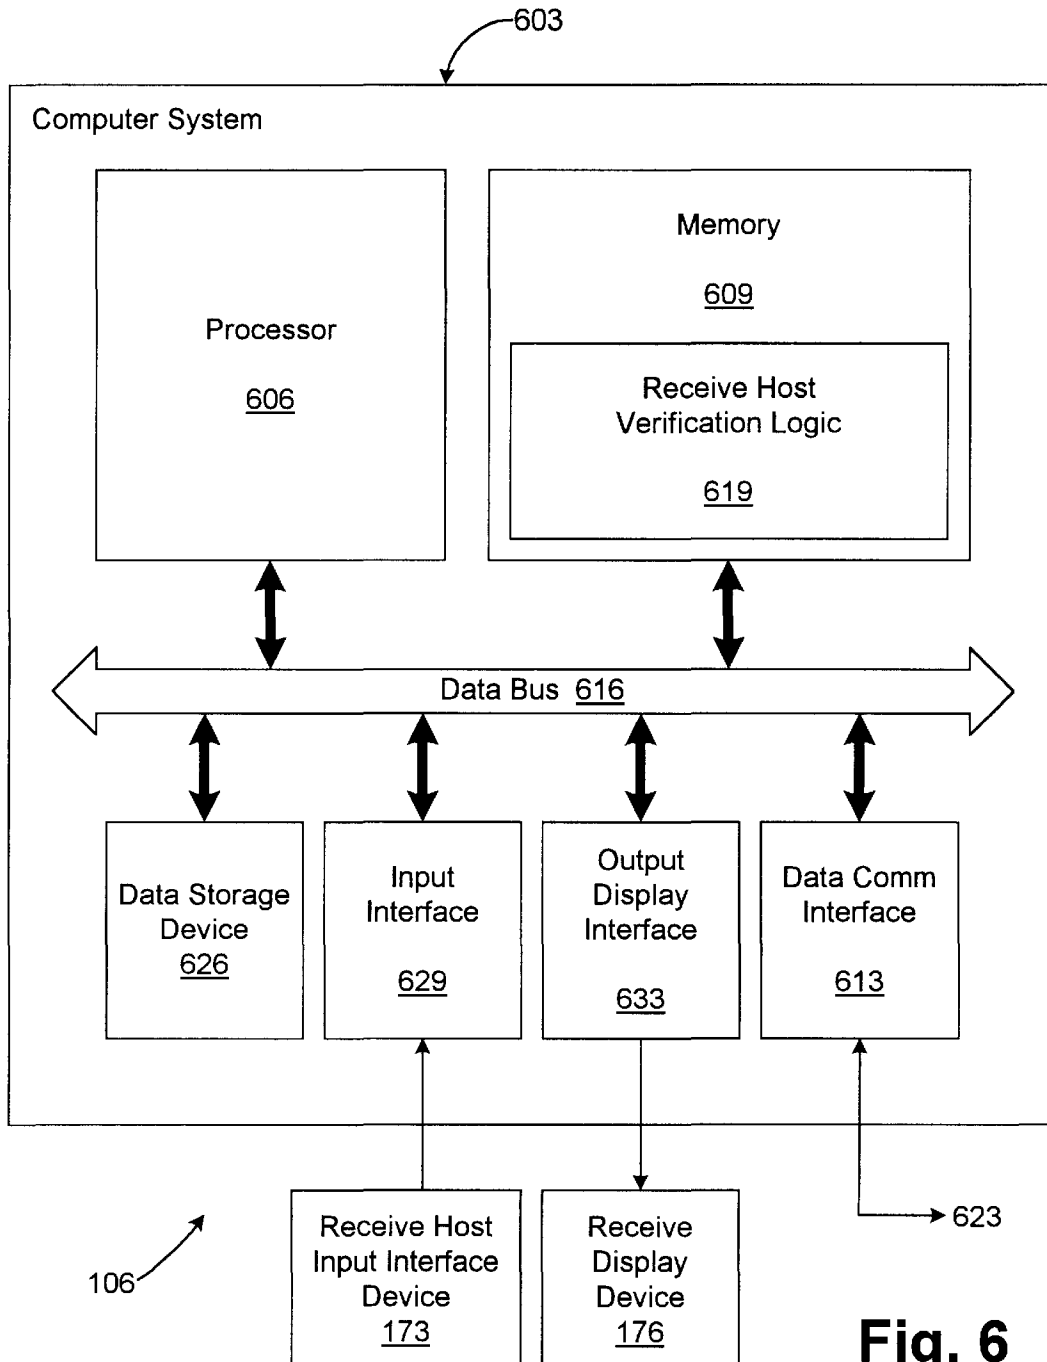 603
Computer System
Processor
606
Memory
609
Receive Host
Verification Logic
619
Data Bus 616
Data Storage
Device
626
Input
Interface
629
Output
Display
Interface
633
Data Comm
Interface
613
106
Receive Host
Input Interface
Device
173
Receive
Display
Device
176
623
Fig. 6